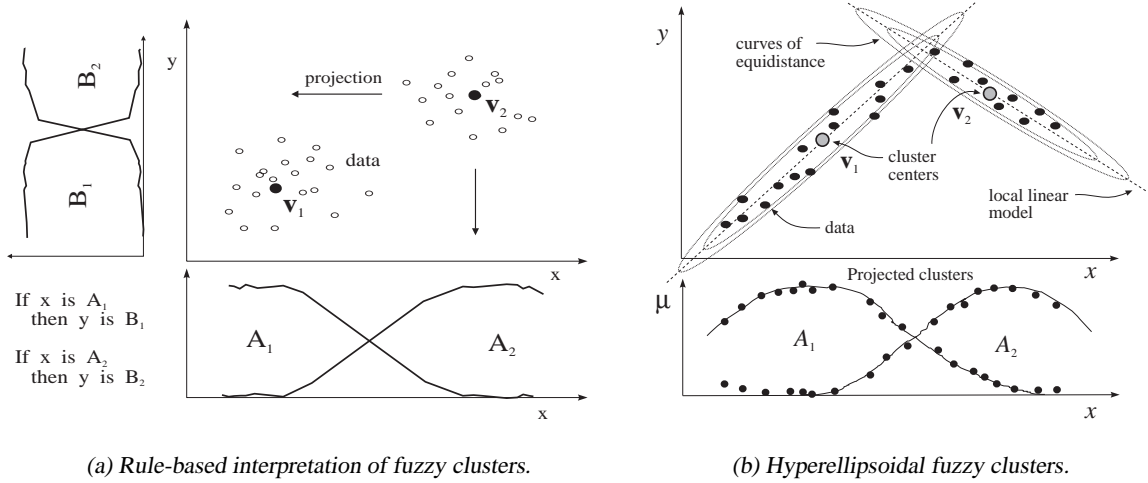 B₂
B₁
y
projection
v₂
data
v₁
x
If x is A₁
then y is B₁
If x is A₂
then y is B₂
A₁
A₂
x
(a) Rule-based interpretation of fuzzy clusters.
y
curves of
equidistance
v₂
v₁
cluster
centers
local linear
model
data
x
Projected clusters
μ
A₁
A₂
x
(b) Hyperellipsoidal fuzzy clusters.